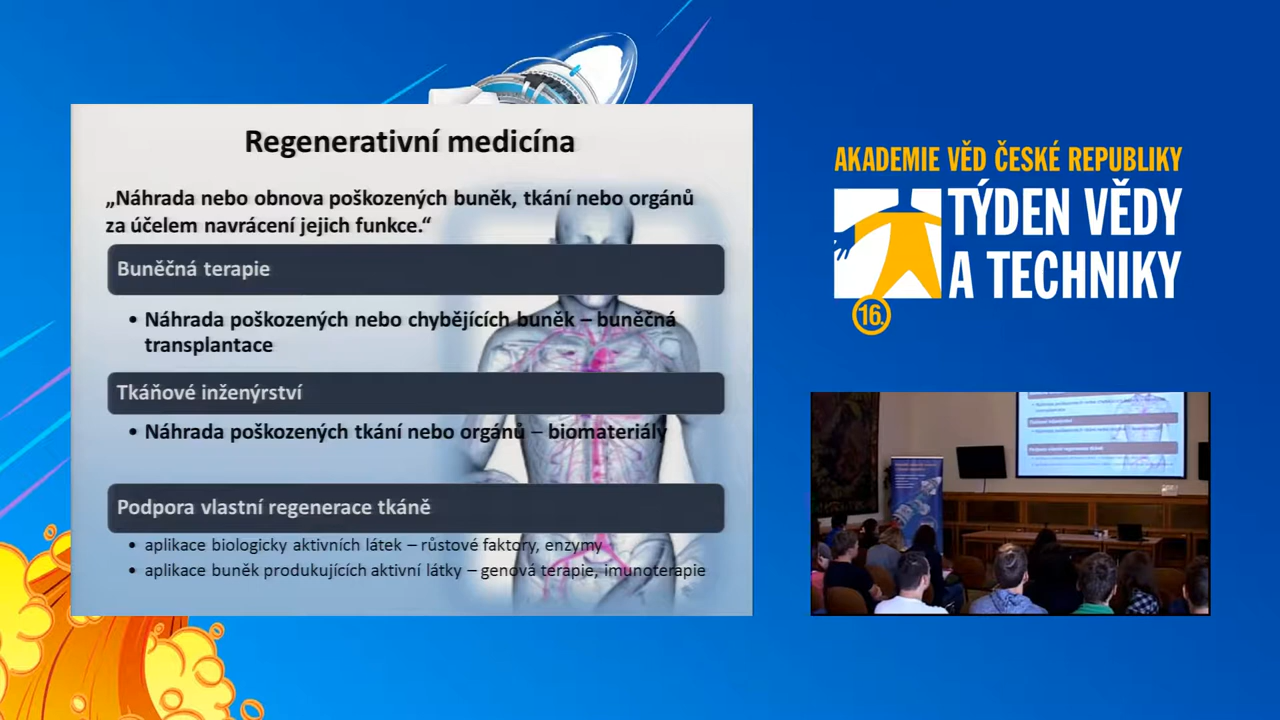 Regenerativní medicína
„Náhrada nebo obnova poškozených buněk, tkání nebo orgánů
za účelem navrácení jejich funkce.“
Buněčná terapie
• Náhrada poškozených nebo chybějících buněk – buněčná
transplantace
Tkáňové inženýrství
• Náhrada poškozených tkání nebo orgánů – biomateriály
Podpora vlastní regenerace tkáně
• aplikace biologicky aktivních látek – růstové faktory, enzymy
• aplikace buněk produkujících aktivní látky – genová terapie, imunoterapie
AKADEMIE VĚD ČESKÉ REPUBLIKY
TÝDEN VĚDY
A TECHNIKY
16.